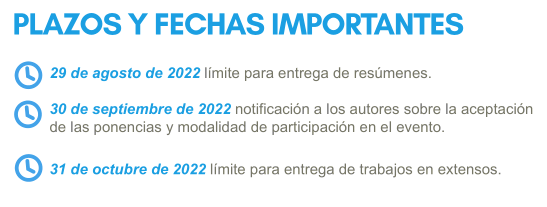 PLAZOS Y FECHAS IMPORTANTES
29 de agosto de 2022 límite para entrega de resúmenes.
30 de septiembre de 2022 notificación a los autores sobre la aceptación
de las ponencias y modalidad de participación en el evento.
31 de octubre de 2022 límite para entrega de trabajos en extensos.